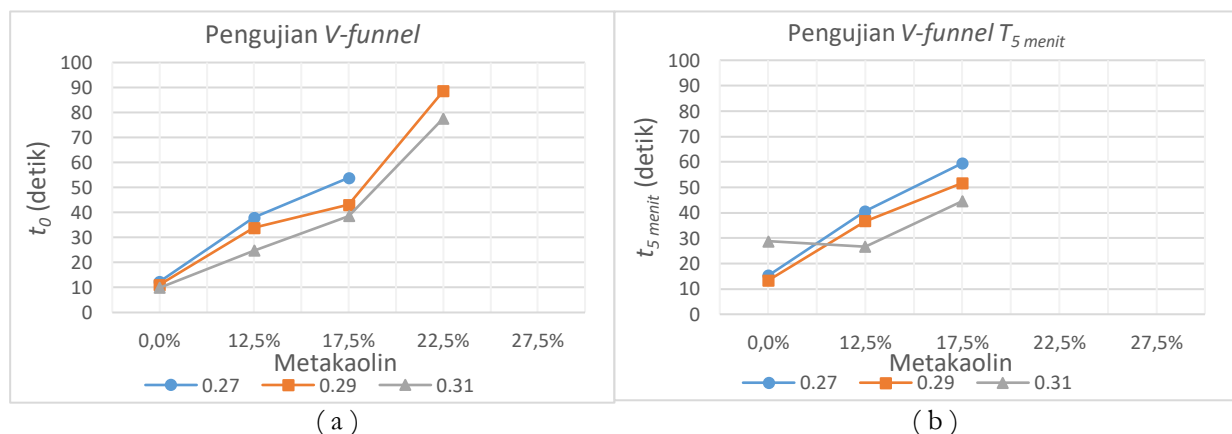 Pengujian V-funnel
100
90
80
70
60
50
40
30
20
10
0
t0 (detik)
0,0% 12,5% 17,5% 22,5% 27,5%
Metakaolin
0.27 0.29 0.31
( a )
Pengujian V-funnel T5 menit
100
90
80
70
60
50
40
30
20
10
0
t5 menit (detik)
0,0% 12,5% 17,5% 22,5% 27,5%
Metakaolin
0.27 0.29 0.31
( b )